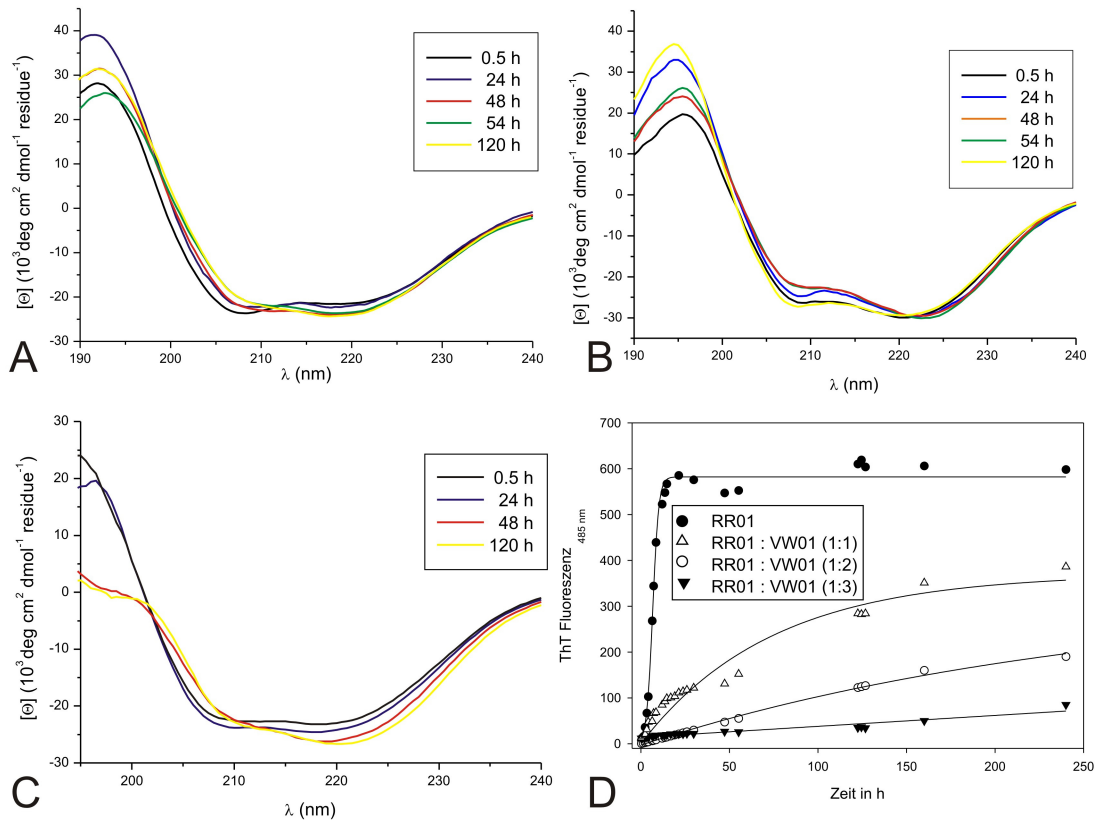 40
30
20
10
0
-10
-20
-30
190
200
210
220
230
240
[Θ] (10³deg cm² dmol⁻¹ residue⁻¹)
λ (nm)
0.5 h
24 h
48 h
54 h
120 h
A
40
30
20
10
0
-10
-20
-30
190
200
210
220
230
240
[Θ] (10³deg cm² dmol⁻¹ residue⁻¹)
λ (nm)
0.5 h
24 h
48 h
54 h
120 h
B
30
20
10
0
-10
-20
-30
200
210
220
230
240
[Θ] (10³deg cm² dmol⁻¹ residue⁻¹)
λ (nm)
0.5 h
24 h
48 h
120 h
C
700
600
500
400
300
200
100
0
0
50
100
150
200
250
ThT Fluoreszenz 485 nm
Zeit in h
RR01
RR01 : VW01 (1:1)
RR01 : VW01 (1:2)
RR01 : VW01 (1:3)
D